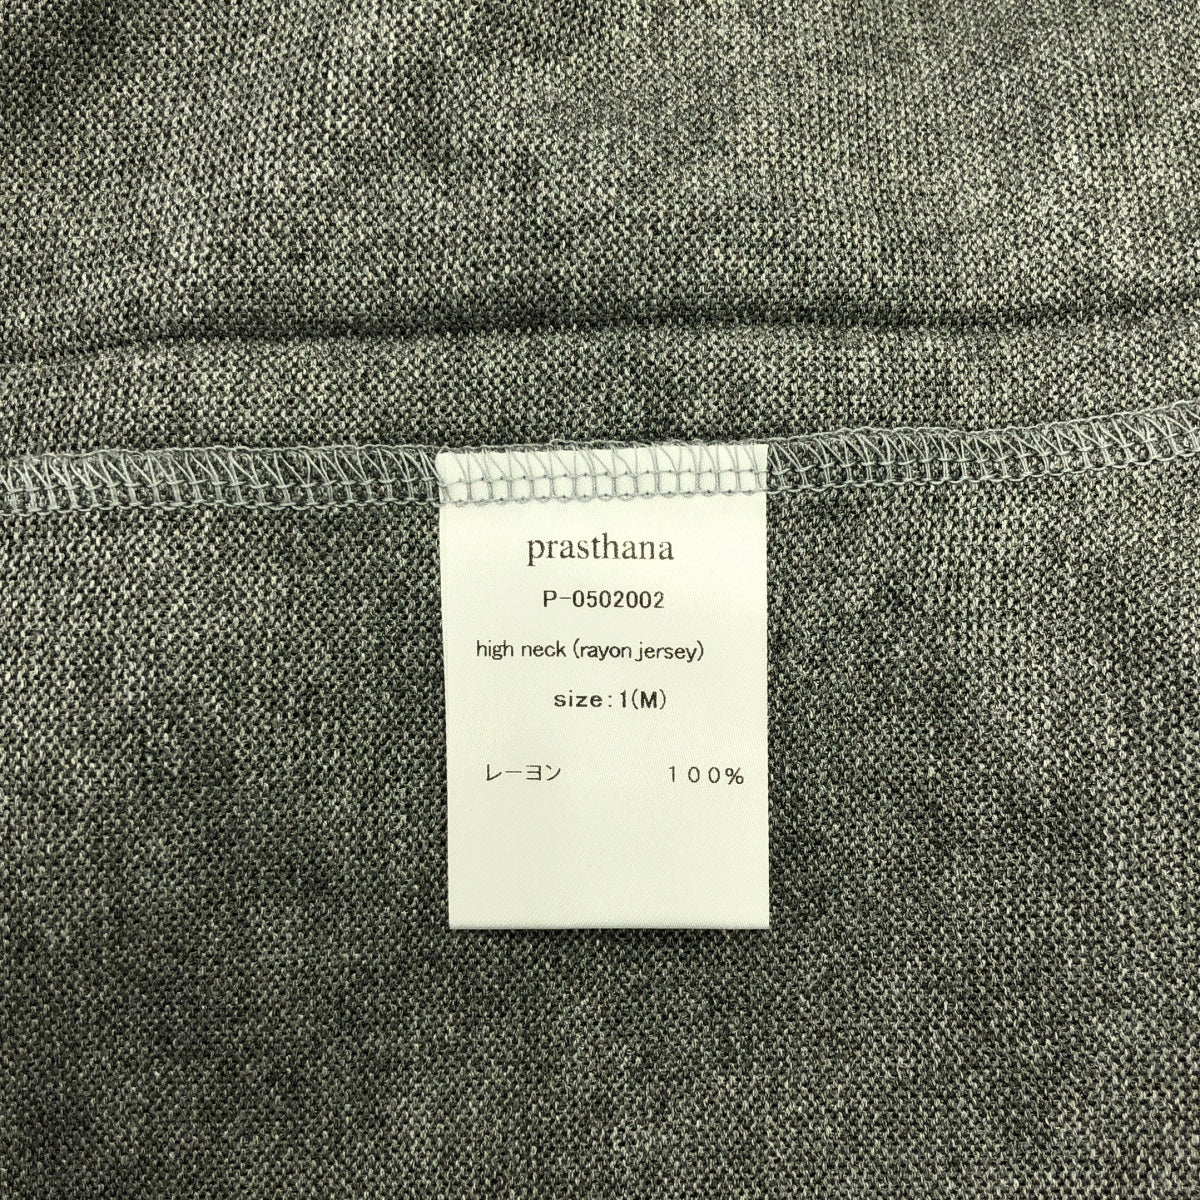 prasthana
P-0502002
high neck (rayon jersey)
size:1(M)
レーヨン 100%